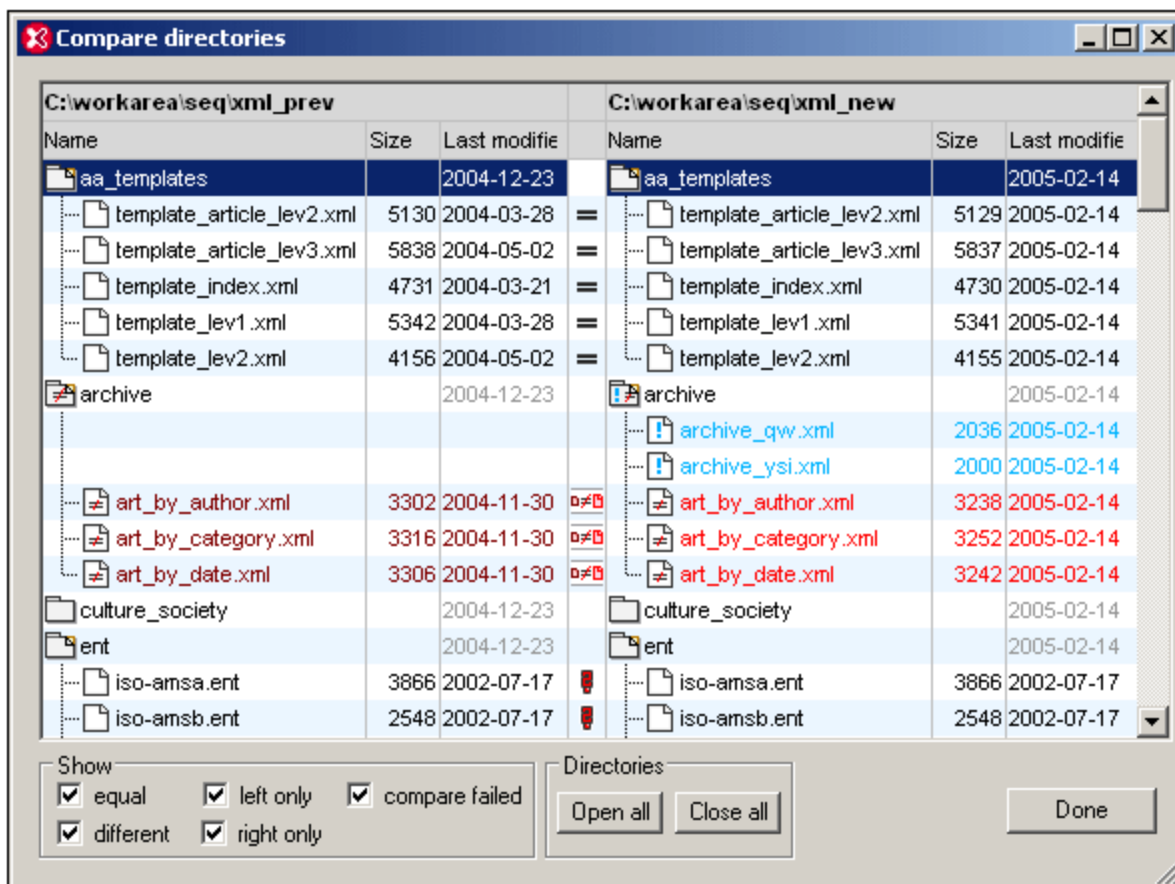 Compare directories
C:\workarea\seq\xml_prev C:\workarea\seq\xml_new
Name Size Last modifie Name Size Last modifie
aa_templates 2004-12-23 aa_templates 2005-02-14
template_article_lev2.xml 5130 2004-03-28 = template_article_lev2.xml 5129 2005-02-14
template_article_lev3.xml 5838 2004-05-02 = template_article_lev3.xml 5837 2005-02-14
template_index.xml 4731 2004-03-21 = template_index.xml 4730 2005-02-14
template_lev1.xml 5342 2004-03-28 = template_lev1.xml 5341 2005-02-14
template_lev2.xml 4156 2004-05-02 = template_lev2.xml 4155 2005-02-14
archive 2004-12-23 archive 2005-02-14
archive_qw.xml 2036 2005-02-14
archive_ysi.xml 2000 2005-02-14
art_by_author.xml 3302 2004-11-30 ≠ art_by_author.xml 3238 2005-02-14
art_by_category.xml 3316 2004-11-30 ≠ art_by_category.xml 3252 2005-02-14
art_by_date.xml 3306 2004-11-30 ≠ art_by_date.xml 3242 2005-02-14
culture_society 2004-12-23 culture_society 2005-02-14
ent 2004-12-23 ent 2005-02-14
iso-amsa.ent 3866 2002-07-17 iso-amsa.ent 3866 2002-07-17
iso-amsb.ent 2548 2002-07-17 iso-amsb.ent 2548 2002-07-17
Show Directories
equal left only compare failed Open all Close all Done
different right only